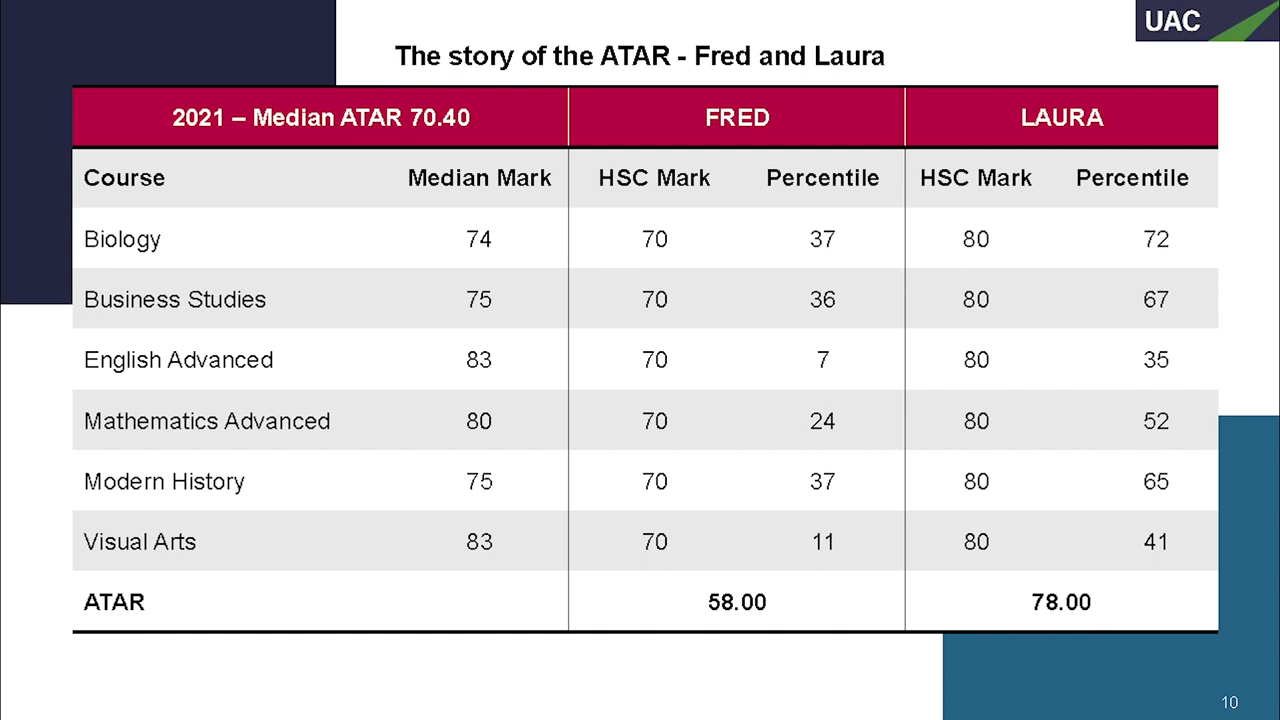 UAC
The story of the ATAR - Fred and Laura
2021 – Median ATAR 70.40 FRED LAURA
Course Median Mark HSC Mark Percentile HSC Mark Percentile
Biology 74 70 37 80 72
Business Studies 75 70 36 80 67
English Advanced 83 70 7 80 35
Mathematics Advanced 80 70 24 80 52
Modern History 75 70 37 80 65
Visual Arts 83 70 11 80 41
ATAR 58.00 78.00
10